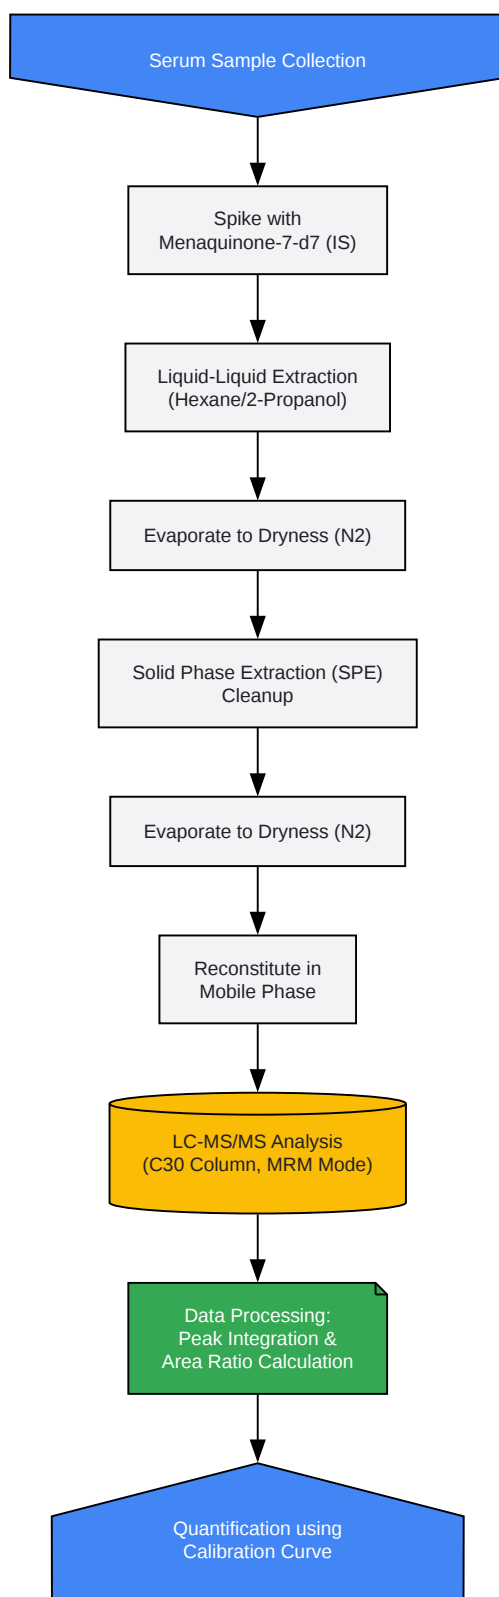 Serum Sample Collection
Spike with
Menaquinone-7-d7 (IS)
Liquid-Liquid Extraction
(Hexane/2-Propanol)
Evaporate to Dryness (N2)
Solid Phase Extraction (SPE)
Cleanup
Evaporate to Dryness (N2)
Reconstitute in
Mobile Phase
LC-MS/MS Analysis
(C30 Column, MRM Mode)
Data Processing:
Peak Integration &
Area Ratio Calculation
Quantification using
Calibration Curve